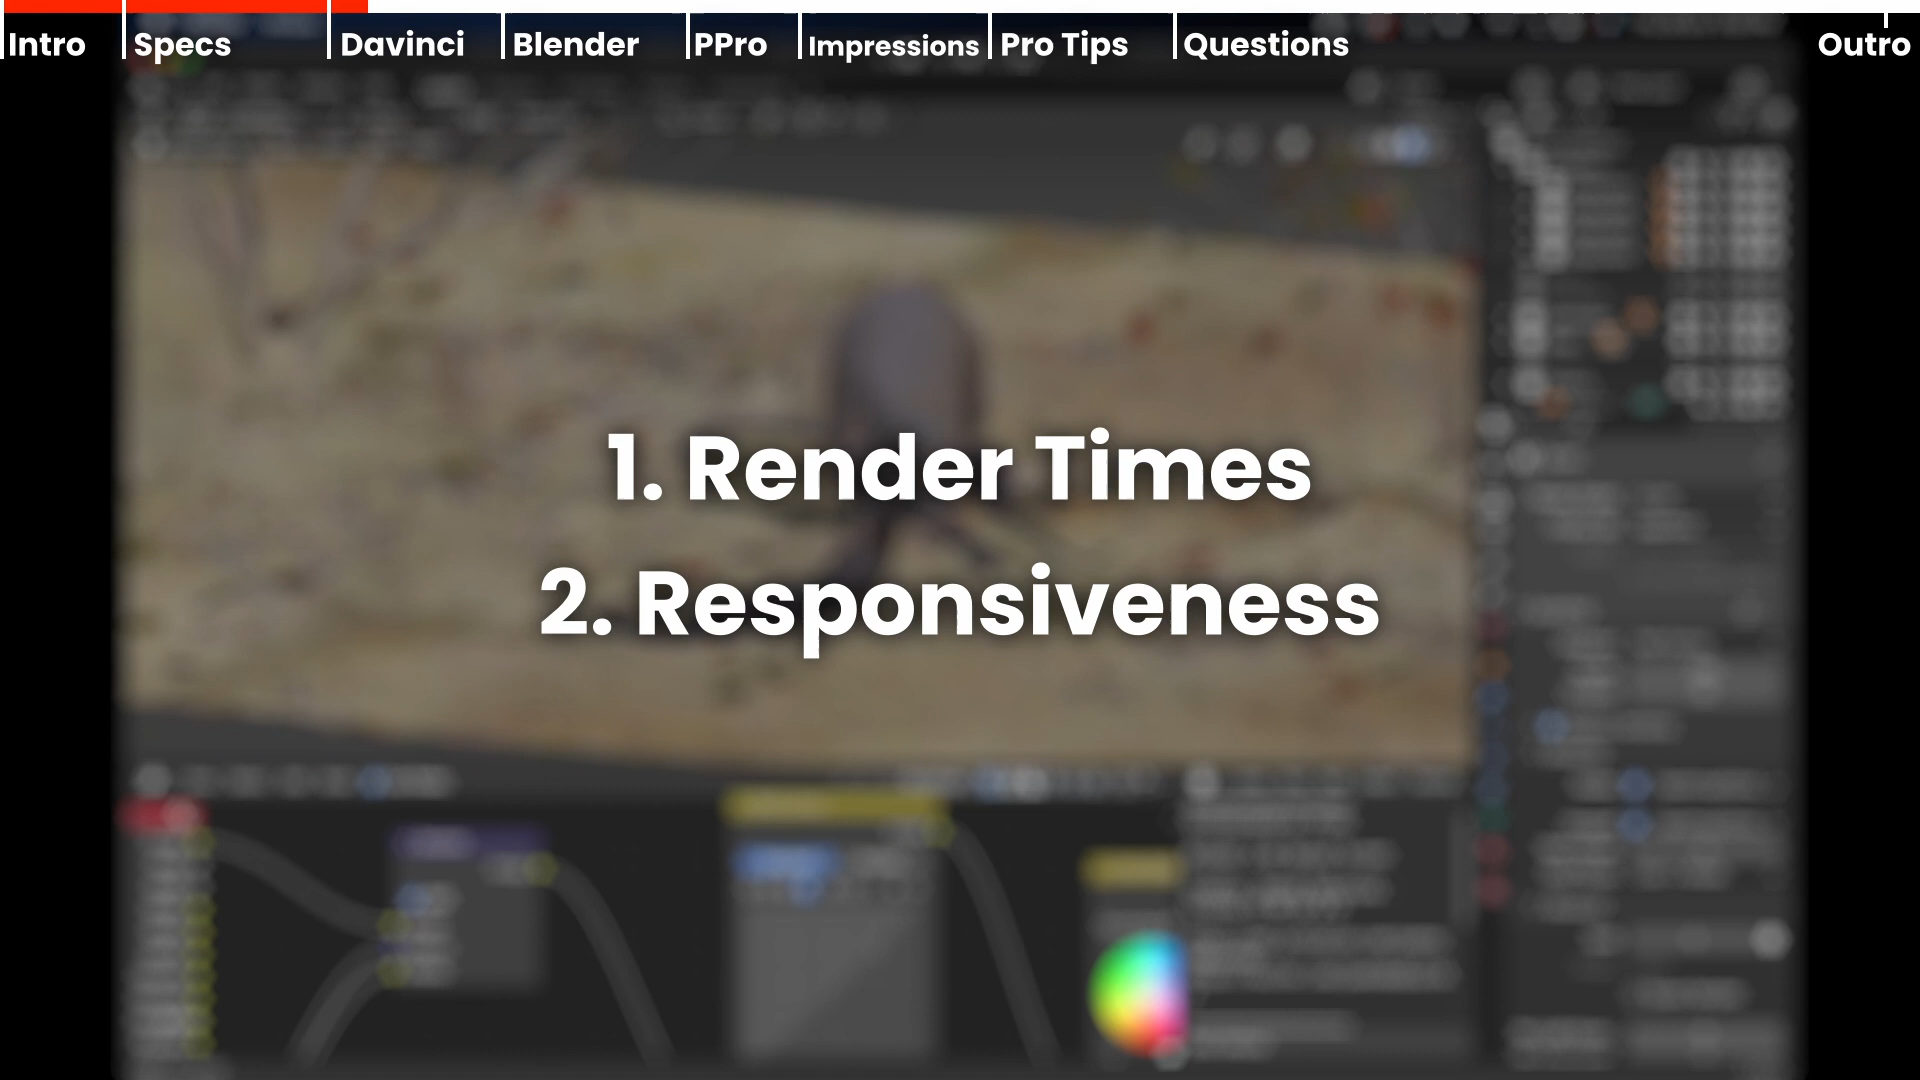 Intro Specs Davinci Blender PPro Impressions Pro Tips Questions Outro
1. Render Times
2. Responsiveness